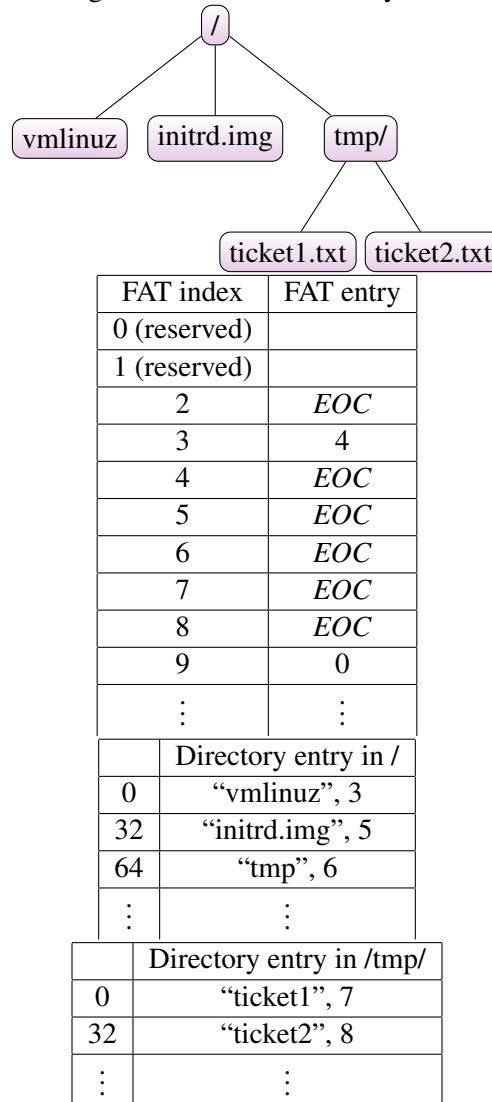 /
vmlinuz initrd.img tmp/
ticket1.txt ticket2.txt
FAT index FAT entry
0 (reserved)
1 (reserved)
2 EOC
3 4
4 EOC
5 EOC
6 EOC
7 EOC
8 EOC
9 0
⋮ ⋮
Directory entry in /
0 “vmlinuz”, 3
32 “initrd.img”, 5
64 “tmp”, 6
⋮ ⋮
Directory entry in /tmp/
0 “ticket1”, 7
32 “ticket2”, 8
⋮ ⋮